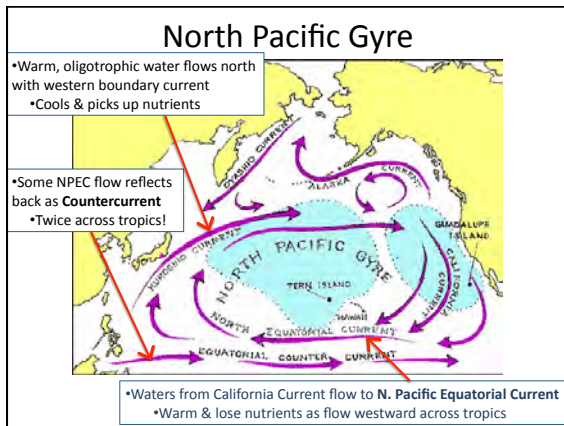 North Pacific Gyre
•Warm, oligotrophic water flows north
with western boundary current
•Cools & picks up nutrients
•Some NPEC flow reflects
back as Countercurrent
•Twice across tropics!
OYASHIO CURRENT
ALASKA CURRENT
KUROSHIO CURRENT
NORTH PACIFIC GYRE
GUADALUPE
ISLAND
CALIFORNIA
CURRENT
TERN ISLAND
HAWAII
NORTH EQUATORIAL CURRENT
EQUATORIAL COUNTER CURRENT
•Waters from California Current flow to N. Pacific Equatorial Current
•Warm & lose nutrients as flow westward across tropics